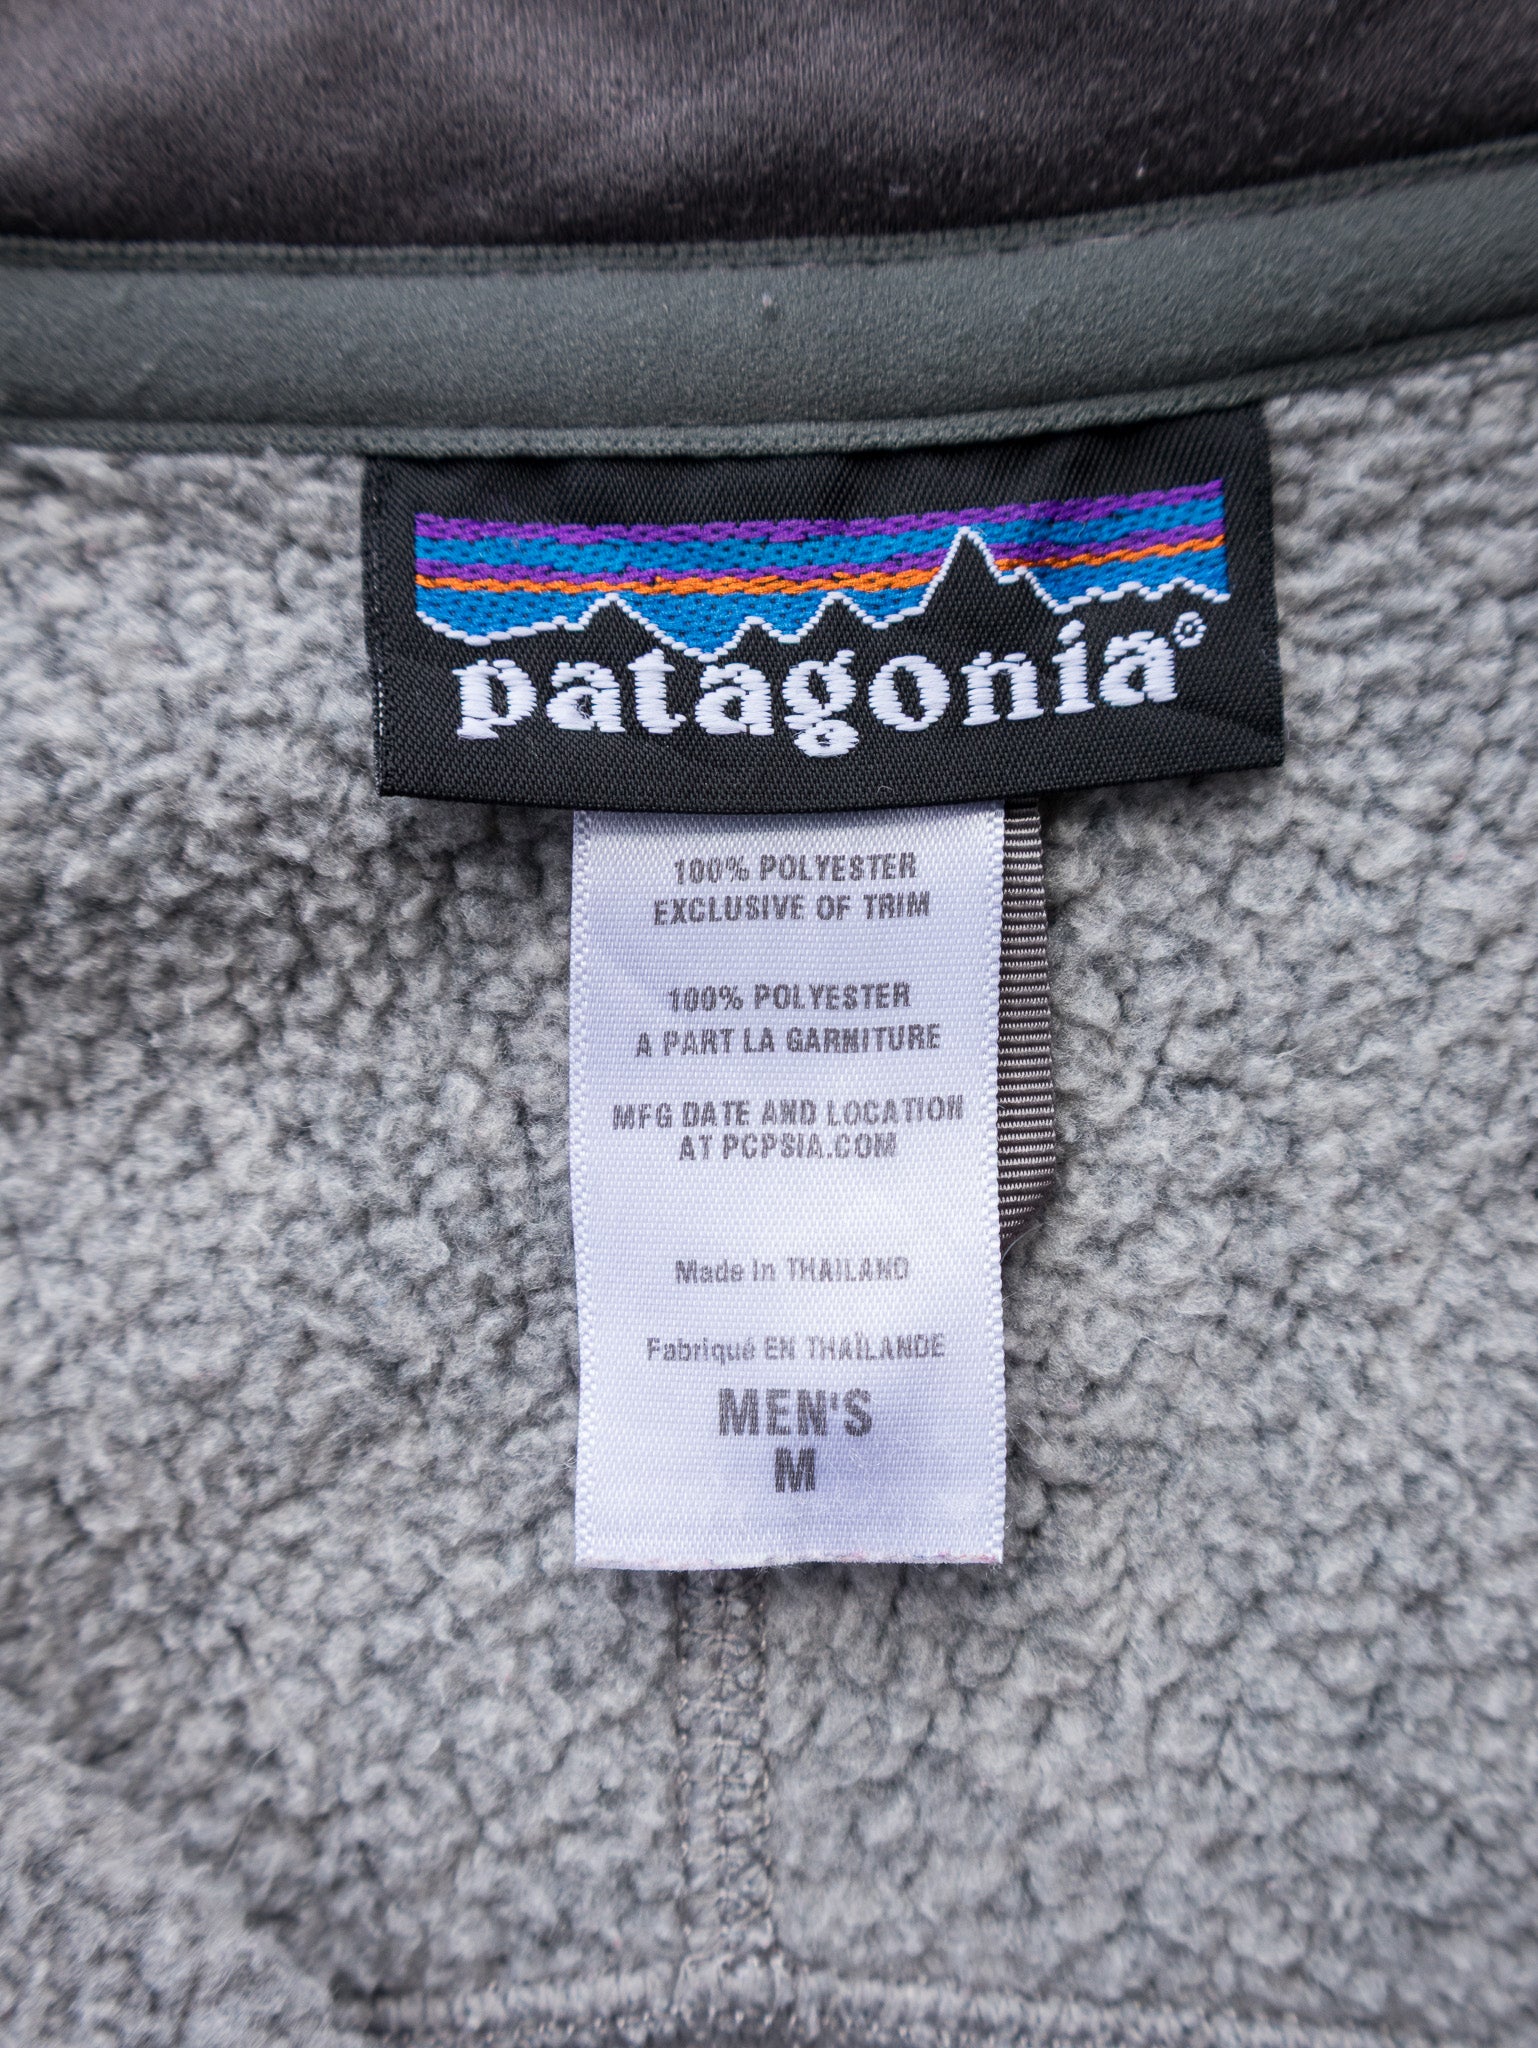 patagonia®
100% POLYESTER
EXCLUSIVE OF TRIM
100% POLYESTER
A PART LA GARNITURE
MFG DATE AND LOCATION
AT PCPSIA.COM
Made in THAILAND
Fabriqué EN THAÏLANDE
MEN'S
M